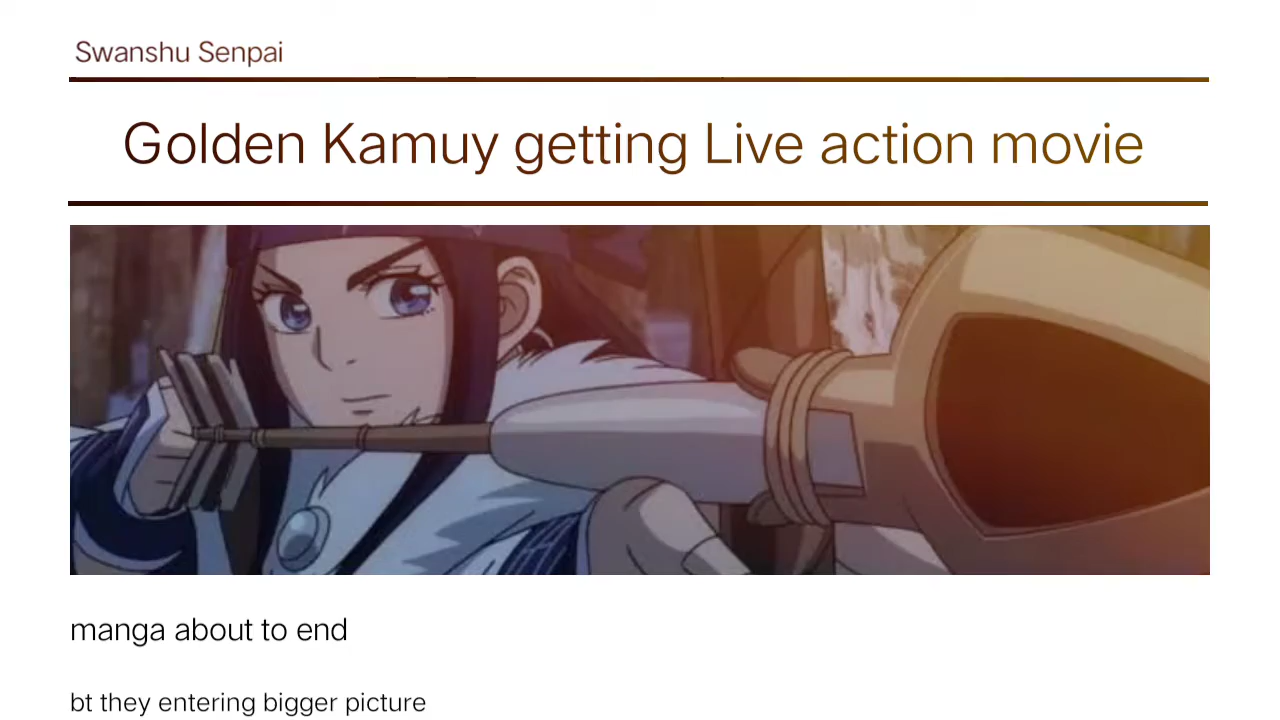 Swanshu Senpai
Golden Kamuy getting Live action movie
manga about to end
bt they entering bigger picture